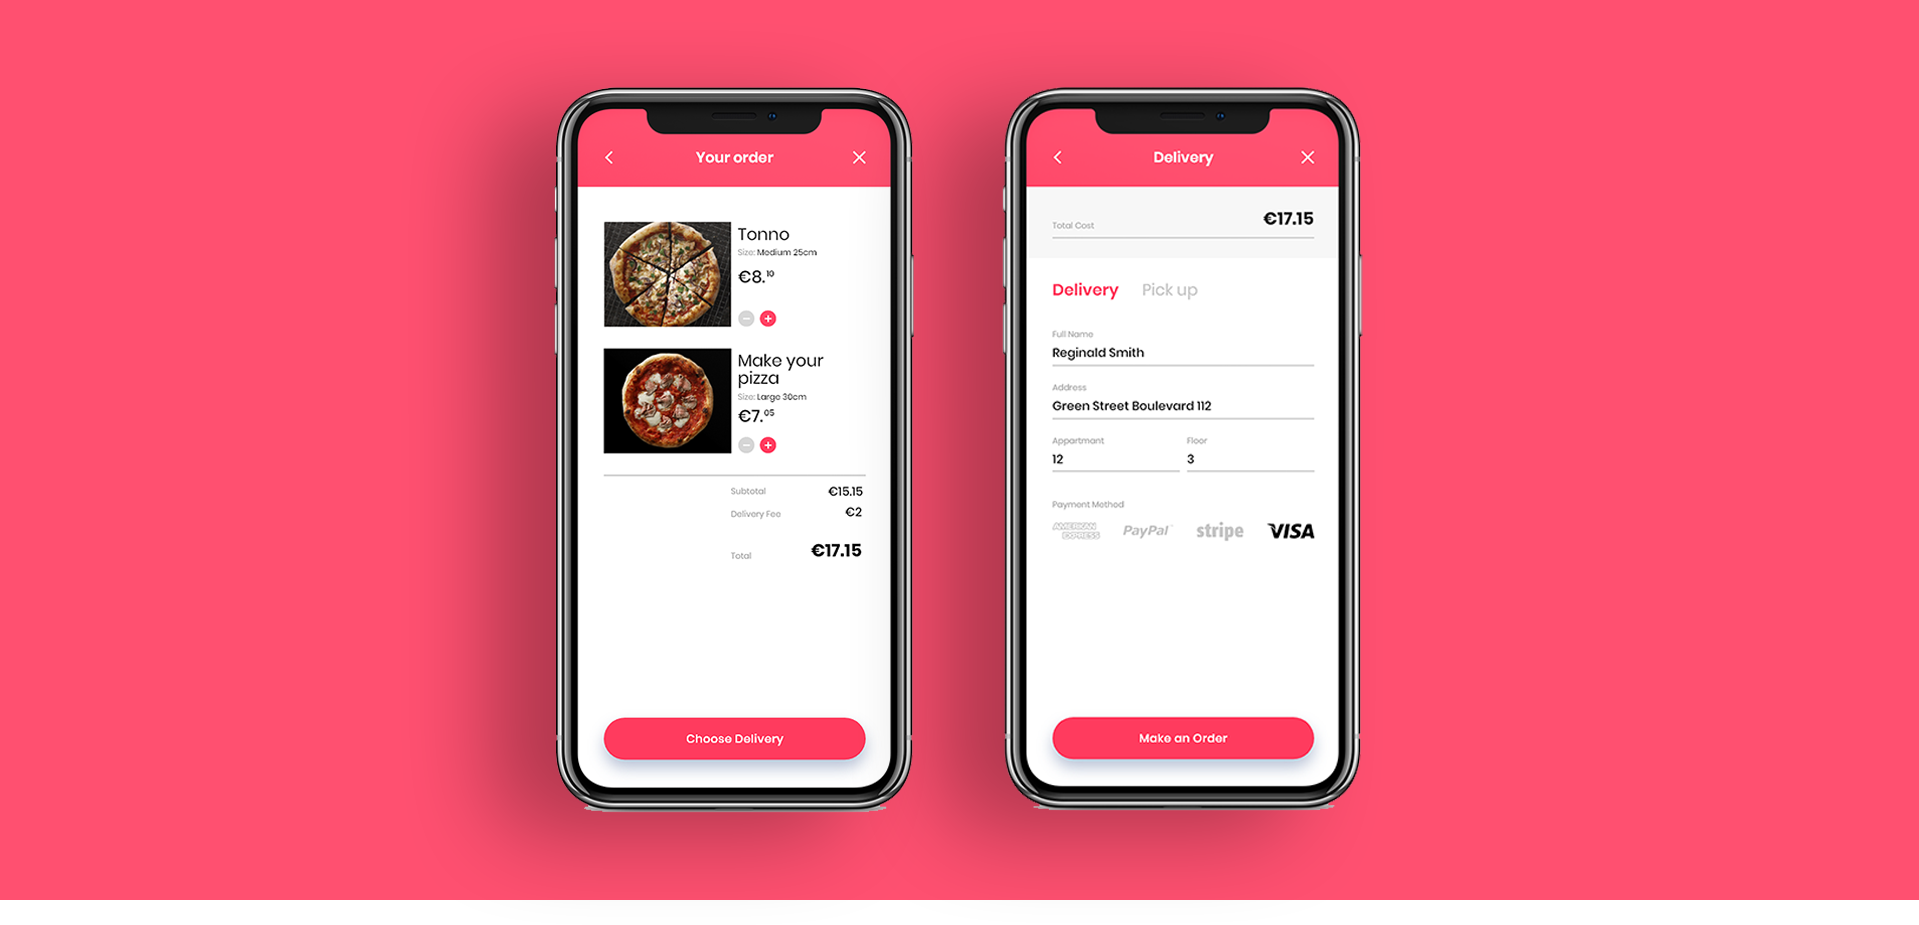 Your order
Tonno
Size: Medium 25cm
€8.10
Make your
pizza
Size: Large 30cm
€7.05
Subtotal €15.15
Delivery Fee €2
Total €17.15
Choose Delivery
Delivery
Total Cost €17.15
Delivery Pick up
Full Name
Reginald Smith
Address
Green Street Boulevard 112
Appartmant Floor
12 3
Payment Method
AMERICAN
EXPRESS PayPal stripe VISA
Make an Order